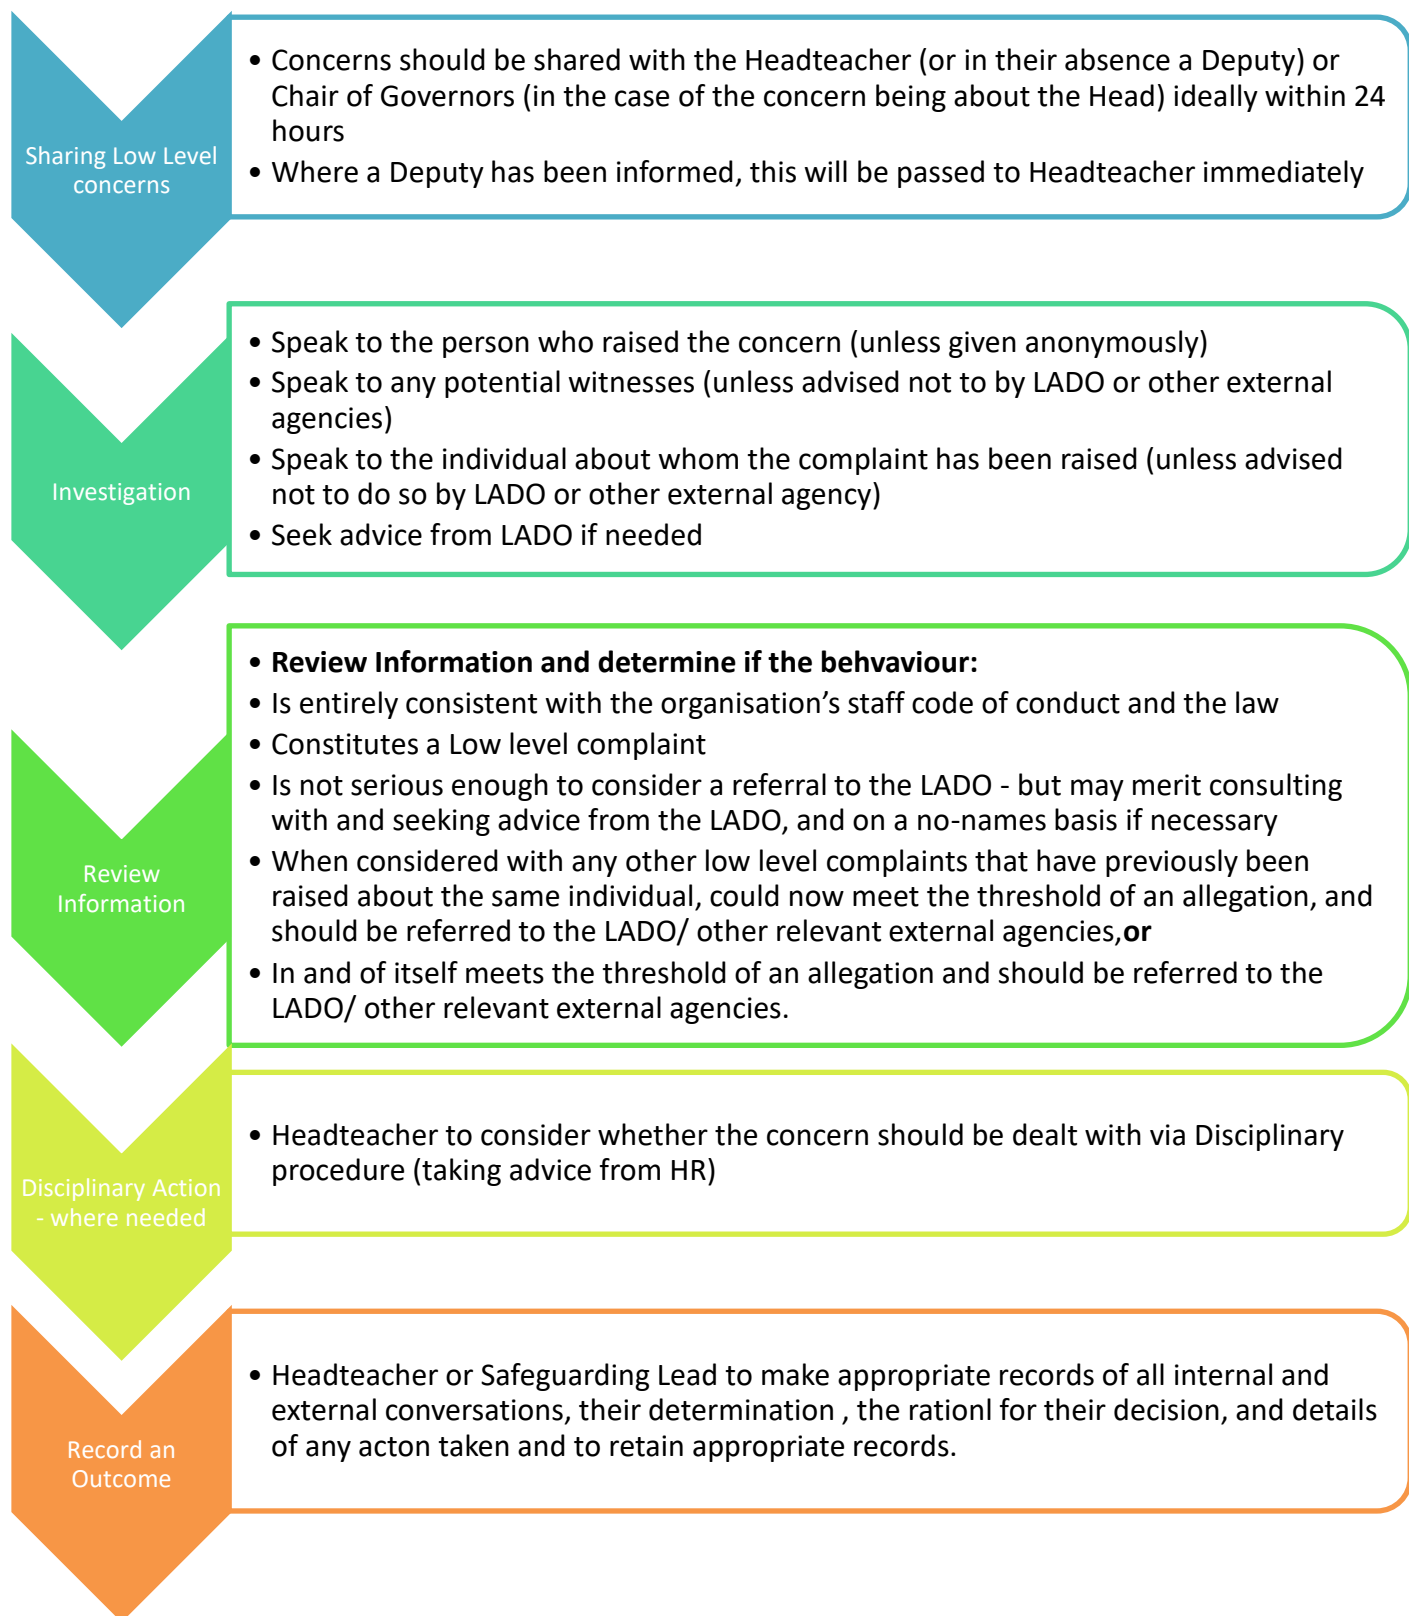 Sharing Low Level
concerns
• Concerns should be shared with the Headteacher (or in their absence a Deputy) or
Chair of Governors (in the case of the concern being about the Head) ideally within 24
hours
• Where a Deputy has been informed, this will be passed to Headteacher immediately
Investigation
• Speak to the person who raised the concern (unless given anonymously)
• Speak to any potential witnesses (unless advised not to by LADO or other external
agencies)
• Speak to the individual about whom the complaint has been raised (unless advised
not to do so by LADO or other external agency)
• Seek advice from LADO if needed
Review
Information
• Review Information and determine if the behvaviour:
• Is entirely consistent with the organisation’s staff code of conduct and the law
• Constitutes a Low level complaint
• Is not serious enough to consider a referral to the LADO - but may merit consulting
with and seeking advice from the LADO, and on a no-names basis if necessary
• When considered with any other low level complaints that have previously been
raised about the same individual, could now meet the threshold of an allegation, and
should be referred to the LADO/ other relevant external agencies,or
• In and of itself meets the threshold of an allegation and should be referred to the
LADO/ other relevant external agencies.
Disciplinary Action
- where needed
• Headteacher to consider whether the concern should be dealt with via Disciplinary
procedure (taking advice from HR)
Record an
Outcome
• Headteacher or Safeguarding Lead to make appropriate records of all internal and
external conversations, their determination , the rationl for their decision, and details
of any acton taken and to retain appropriate records.